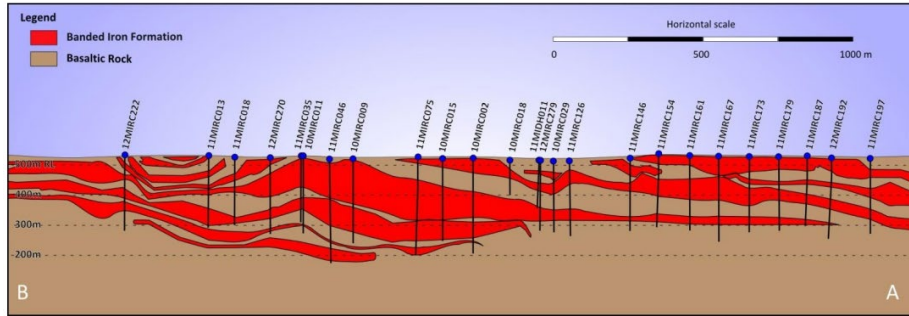 Legend
Banded Iron Formation
Basaltic Rock
Horizontal scale
0
500
1000 m
12MIRC222
11MIRC013
11MIRC018
12MIRC270
11MIRC035
10MIRC011
11MIRC046
10MIRC009
11MIRC075
10MIRC015
10MIRC002
10MIRC018
11MIDH011
12MIRC279
10MIRC029
11MIRC126
11MIRC146
11MIRC154
11MIRC161
11MIRC167
11MIRC173
11MIRC179
11MIRC187
12MIRC192
11MIRC197
500m RL
400m
300m
200m
B
A